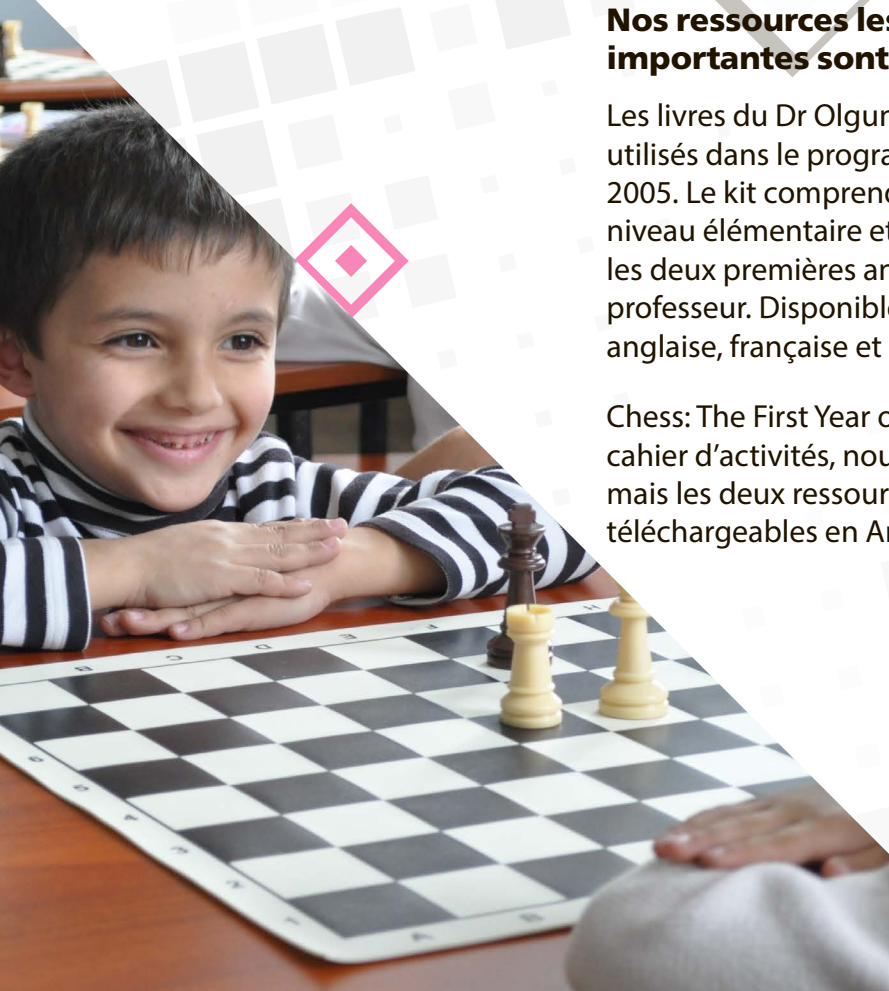 Nos ressources les
importantes sont
Les livres du Dr Olgun
utilisés dans le progra
2005. Le kit comprend
niveau élémentaire et
les deux premières an
professeur. Disponible
anglaise, française et
Chess: The First Year o
cahier d’activités, nou
mais les deux ressour
téléchargeables en Ar